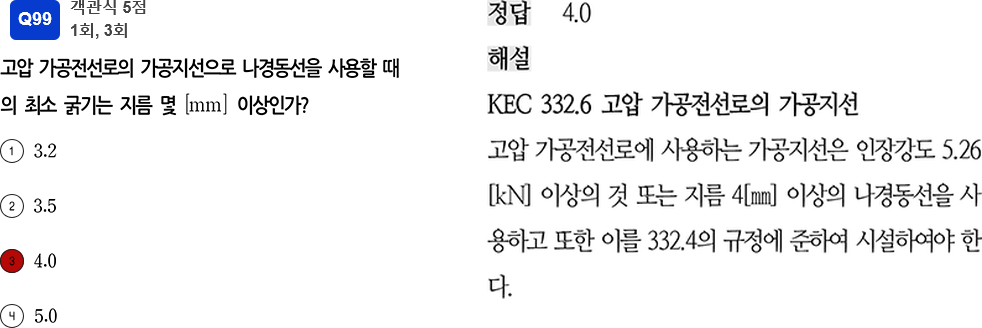 Q99
객관식 5점
1회, 3회
고압 가공전선로의 가공지선으로 나경동선을 사용할 때
의 최소 굵기는 지름 몇 [mm] 이상인가?
1 3.2
2 3.5
3 4.0
4 5.0
정답 4.0
해설
KEC 332.6 고압 가공전선로의 가공지선
고압 가공전선로에 사용하는 가공지선은 인장강도 5.26
[kN] 이상의 것 또는 지름 4[㎜] 이상의 나경동선을 사
용하고 또한 이를 332.4의 규정에 준하여 시설하여야 한
다.